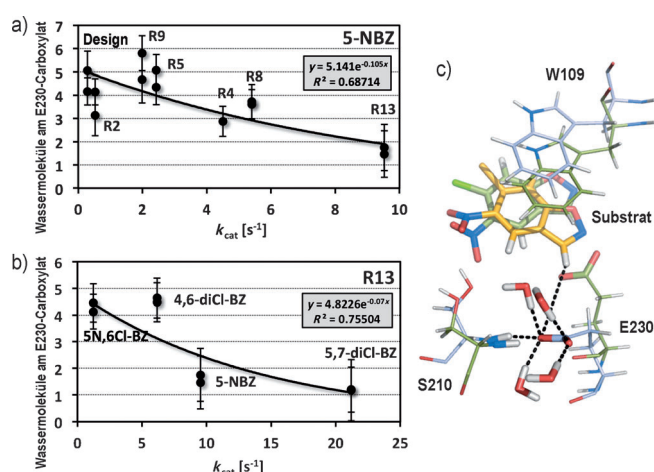 a)
Wassermoleküle am E230-Carboxylat
7
6
5
4
3
2
1
0
Design
R9
R5
R2
R4
R8
R13
5-NBZ
y = 5.141e^-0.105x
R² = 0.68714
0 2 4 6 8 10
kcat [s⁻¹]
b)
Wassermoleküle am E230-Carboxylat
6
5
4
3
2
1
0
R13
4,6-diCl-BZ
5N,6Cl-BZ
5-NBZ
5,7-diCl-BZ
y = 4.8226e^-0.07x
R² = 0.75504
0 5 10 15 20 25
kcat [s⁻¹]
c)
W109
Substrat
E230
S210